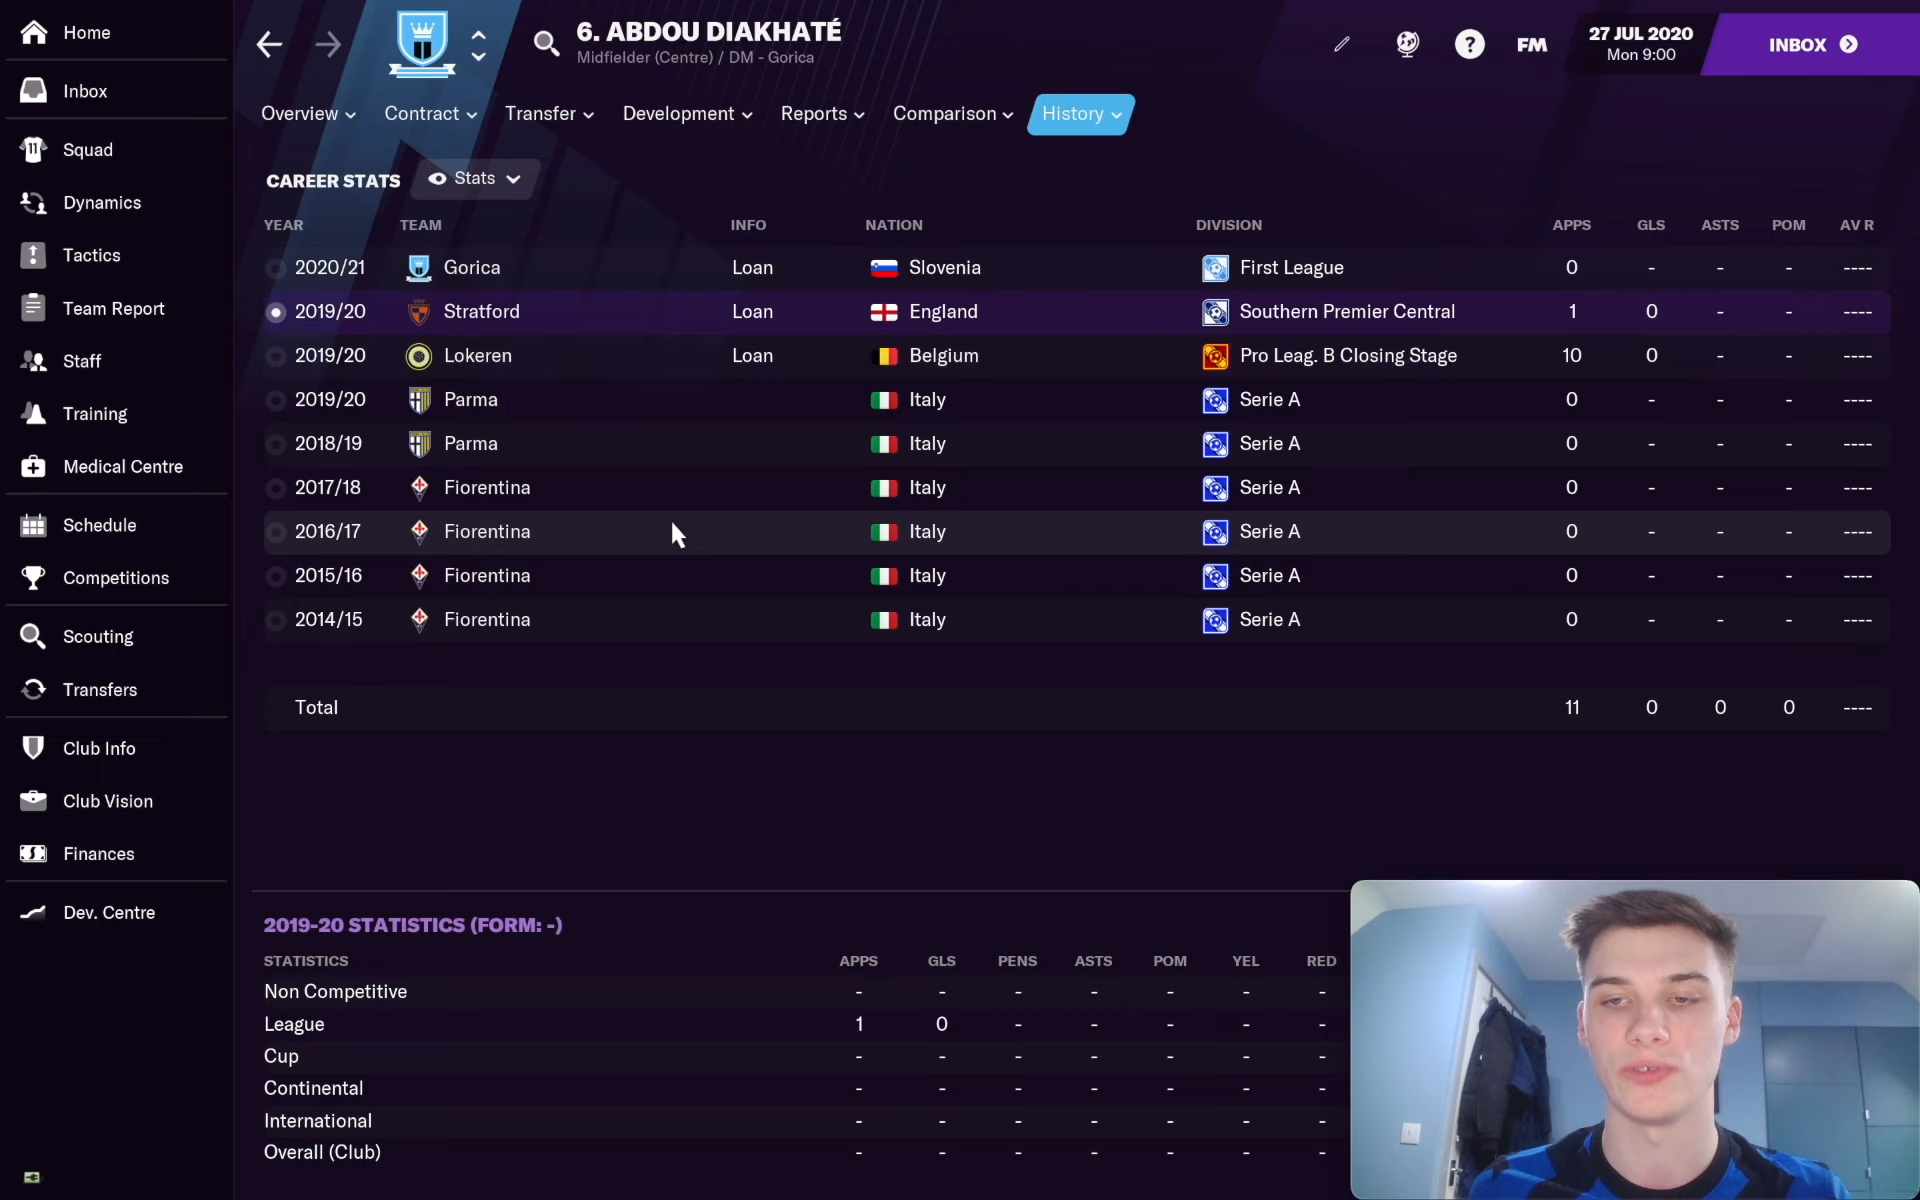 Home
Inbox
Squad
Dynamics
Tactics
Team Report
Staff
Training
Medical Centre
Schedule
Competitions
Scouting
Transfers
Club Info
Club Vision
Finances
Dev. Centre
6. ABDOU DIAKHATÉ
Midfielder (Centre) / DM - Gorica
? FM 27 JUL 2020 INBOX
Mon 9:00
Overview Contract Transfer Development Reports Comparison History
CAREER STATS Stats
YEAR TEAM INFO NATION DIVISION APPS GLS ASTS POM AV R
2020/21 Gorica Loan Slovenia First League 0 - - - ----
2019/20 Stratford Loan England Southern Premier Central 1 0 - - ----
2019/20 Lokeren Loan Belgium Pro Leag. B Closing Stage 10 0 - - ----
2019/20 Parma Italy Serie A 0 - - - ----
2018/19 Parma Italy Serie A 0 - - - ----
2017/18 Fiorentina Italy Serie A 0 - - - ----
2016/17 Fiorentina Italy Serie A 0 - - - ----
2015/16 Fiorentina Italy Serie A 0 - - - ----
2014/15 Fiorentina Italy Serie A 0 - - - ----
Total 11 0 0 0 ----
2019-20 STATISTICS (FORM: -)
STATISTICS APPS GLS PENS ASTS POM YEL RED
Non Competitive - - - - - - -
League 1 0 - - - - -
Cup - - - - - - -
Continental - - - - - - -
International - - - - - - -
Overall (Club) - - - - - - -